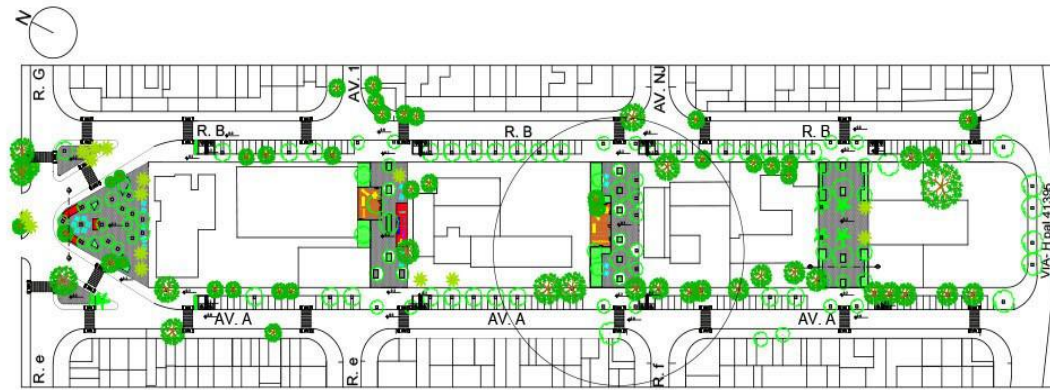 N
R. G
AV. 1
AV. NJ
R. B
R. B
R. B
VIA- H pal 41395
AV. A
AV. A
AV. A
R. e
R. e
R. f